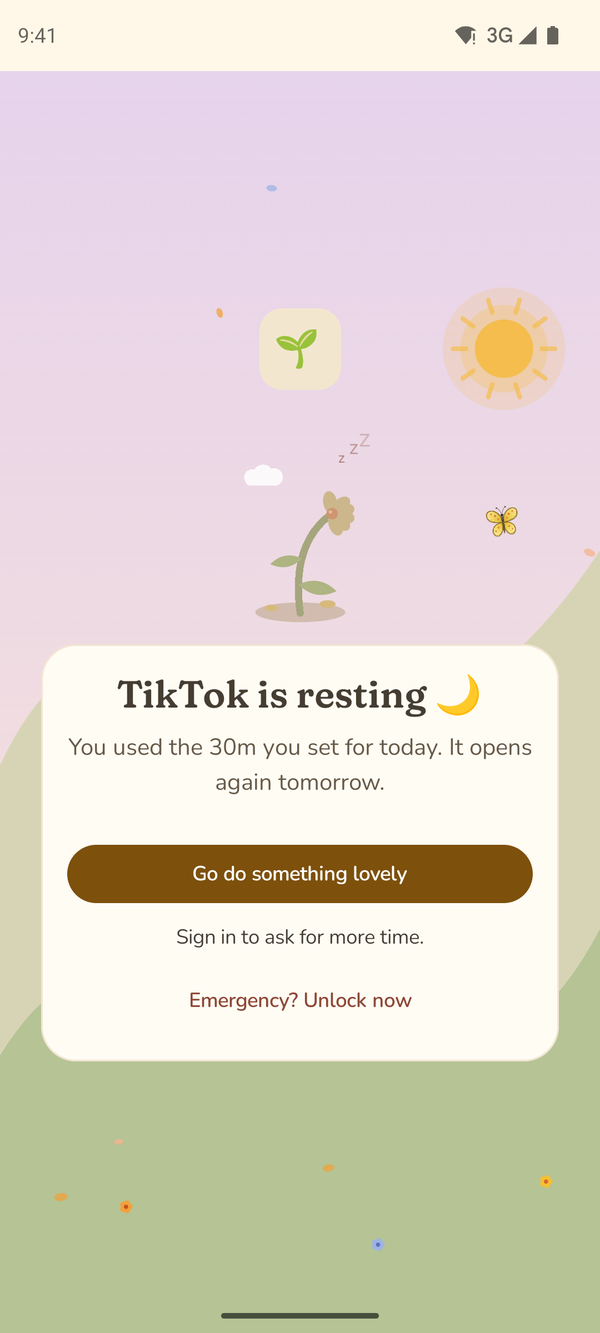 9:41
3G
z z Z
TikTok is resting 🌙
You used the 30m you set for today. It opens
again tomorrow.
Go do something lovely
Sign in to ask for more time.
Emergency? Unlock now